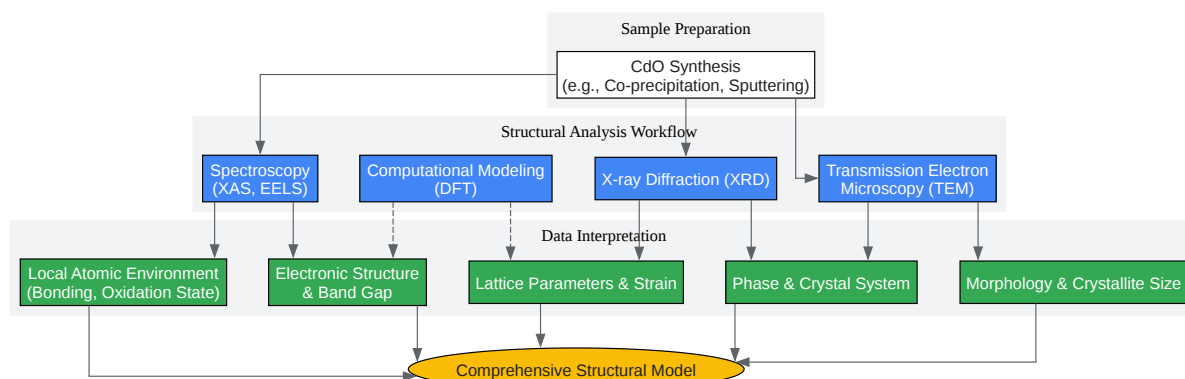 Sample Preparation
CdO Synthesis
(e.g., Co-precipitation, Sputtering)
Structural Analysis Workflow
Spectroscopy
(XAS, EELS)
Computational Modeling
(DFT)
X-ray Diffraction (XRD)
Transmission Electron
Microscopy (TEM)
Data Interpretation
Local Atomic Environment
(Bonding, Oxidation State)
Electronic Structure
& Band Gap
Lattice Parameters & Strain
Phase & Crystal System
Morphology & Crystallite Size
Comprehensive Structural Model